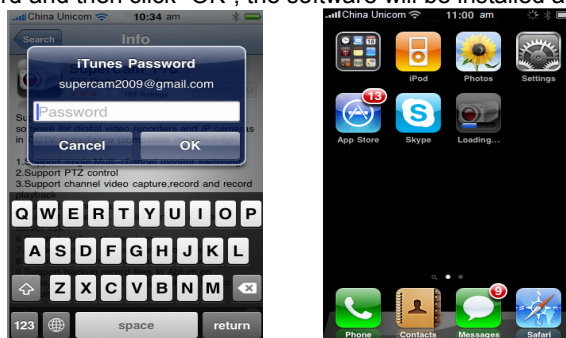 rd and then click "OK", the software will be installed a
China Unicom 10:34 am
Search Info
iTunes Password
supercam2009@gmail.com
Password
Cancel OK
2.Support PTZ control
3.Support channel video capture,record and record
playback
Q W E R T Y U I O P
A S D F G H J K L
Z X C V B N M
123 space return
China Unicom 11:00 am
iPod Photos Settings
13
App Store Skype Loading...
9
Phone Contacts Messages Safari